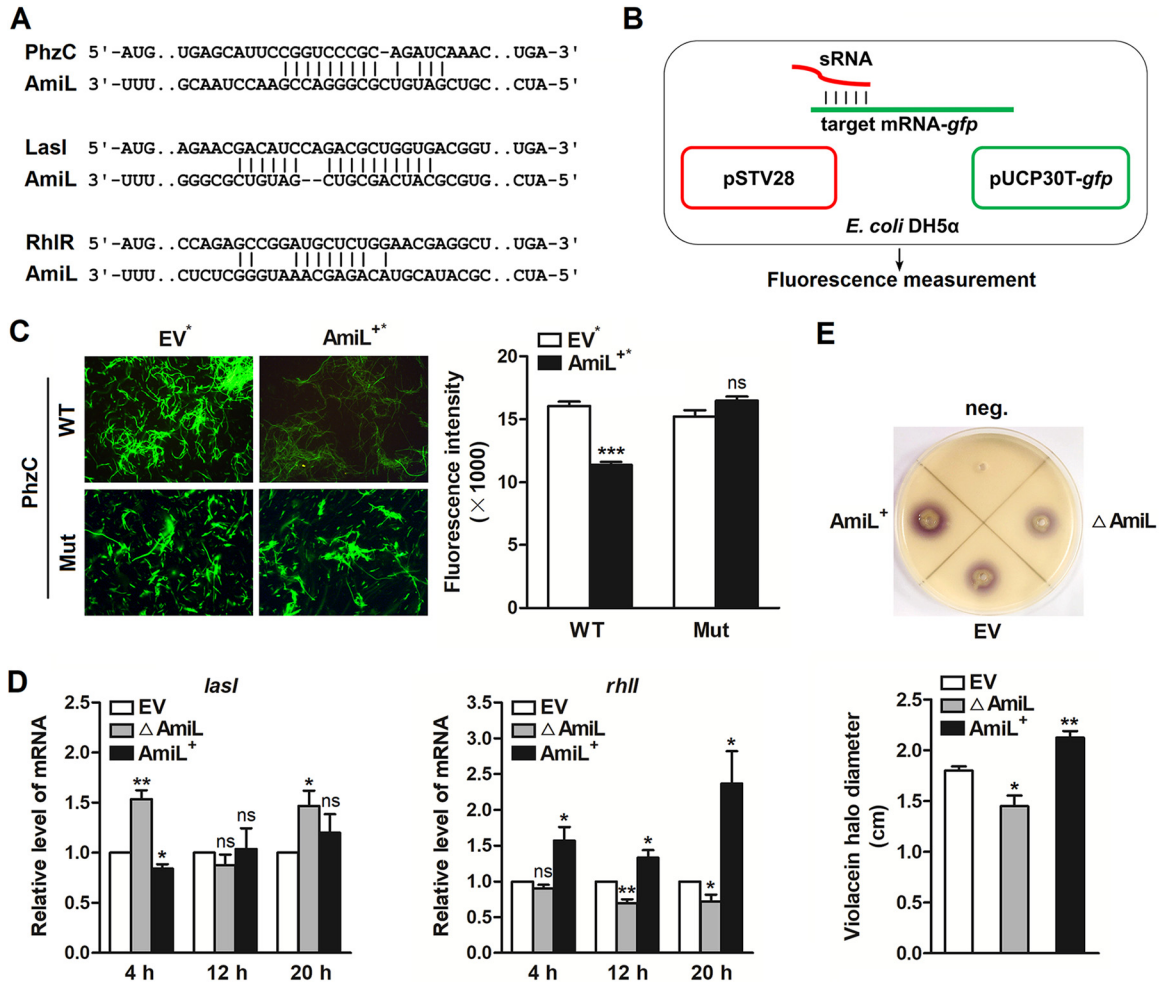 A
PhzC 5'-AUG..UGAGCAUUCCGGUCCCGC-AGAUCAAAC..UGA-3'
AmiL 3'-UUU..GCAAUCCAAGCCAGGGCGCUGUAGCUGC..CUA-5'
LasI 5'-AUG..AGAACGACAUCCAGACGCUGGUGACGGU..UGA-3'
AmiL 3'-UUU..GGGCGCUGUAG--CUGCGACUACGCGUG..CUA-5'
RhlR 5'-AUG..CCAGAGCCGGAUGCUCUGGAACGAGGCU..UGA-3'
AmiL 3'-UUU..CUCUCGGGUAAACGAGACAUGCAUACGC..CUA-5'
B
sRNA
target mRNA-gfp
pSTV28
pUCP30T-gfp
E. coli DH5α
Fluorescence measurement
C
EV*
AmiL+*
PhzC
WT
Mut
Fluorescence intensity
(× 1000)
20
15
10
5
0
EV*
AmiL+*
***
ns
WT
Mut
E
neg.
AmiL+
△ AmiL
EV
D
lasI
Relative level of mRNA
2.5
2.0
1.5
1.0
0.5
0.0
EV
△ AmiL
AmiL+
**
*
ns
ns
*
ns
4 h
12 h
20 h
rhlI
Relative level of mRNA
3.5
3.0
2.5
2.0
1.5
1.0
0.5
0.0
EV
△ AmiL
AmiL+
ns
*
**
*
*
*
4 h
12 h
20 h
Violacein halo diameter
(cm)
2.5
2.0
1.5
1.0
0.5
0.0
EV
△ AmiL
AmiL+
*
**